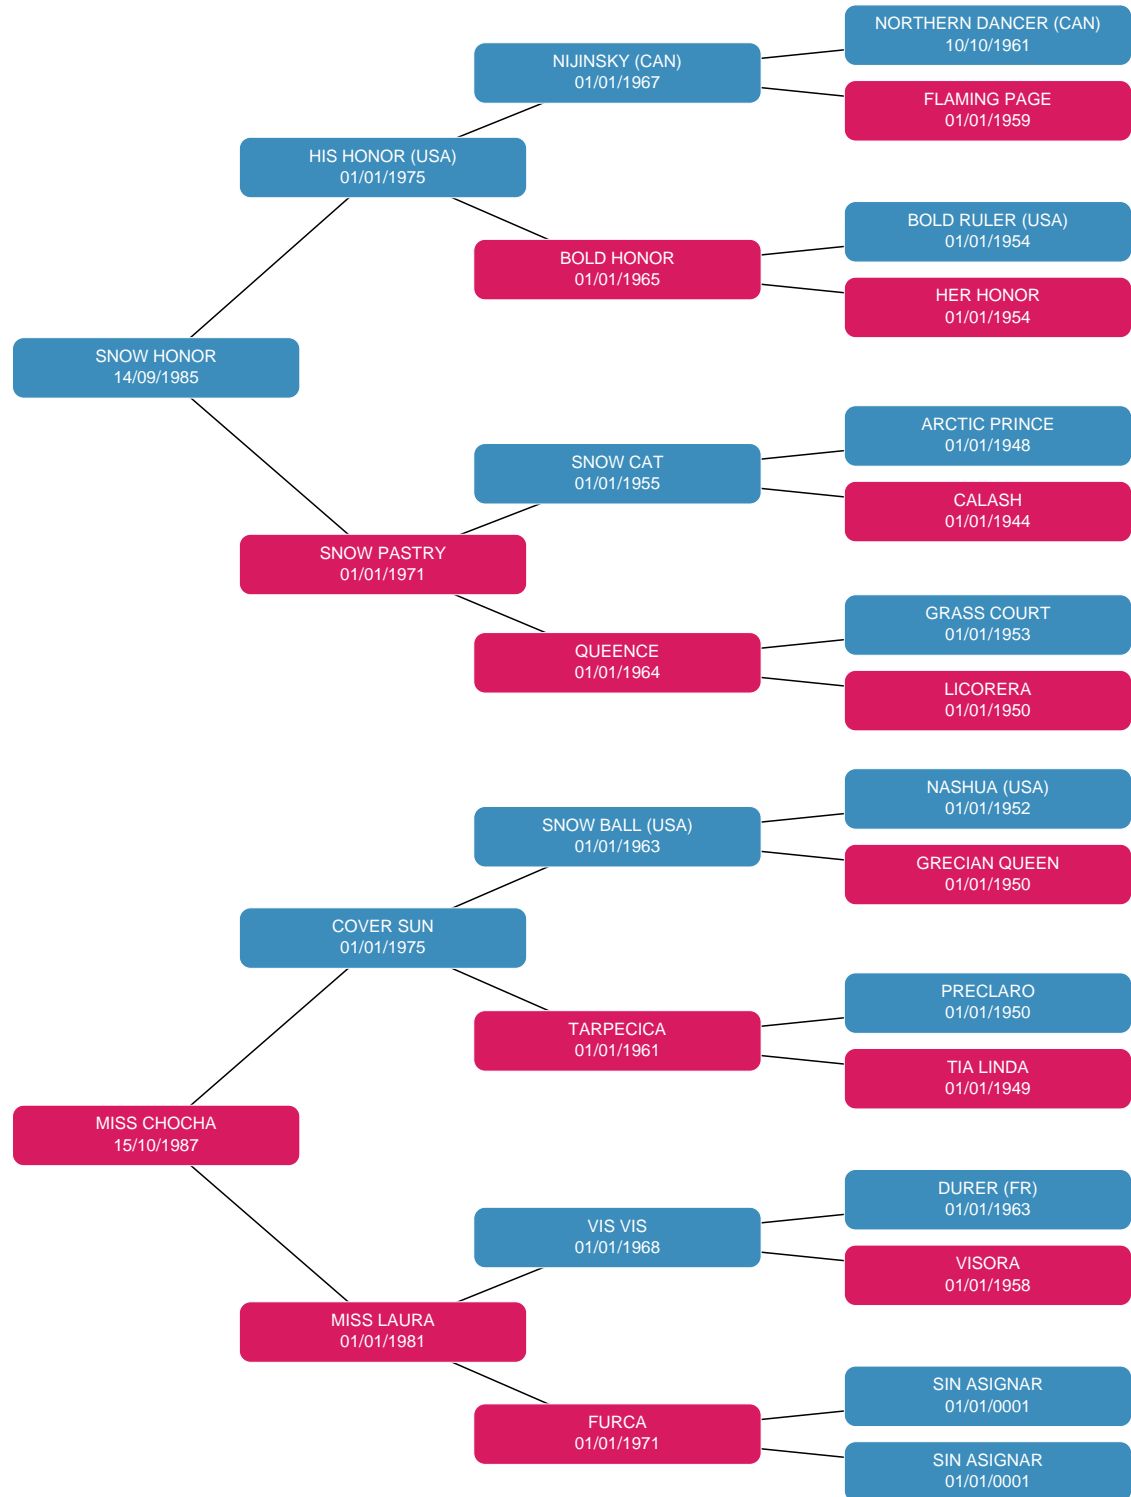 NORTHERN DANCER (CAN)
10/10/1961
NIJINSKY (CAN)
01/01/1967
FLAMING PAGE
01/01/1959
HIS HONOR (USA)
01/01/1975
BOLD RULER (USA)
01/01/1954
BOLD HONOR
01/01/1965
HER HONOR
01/01/1954
SNOW HONOR
14/09/1985
ARCTIC PRINCE
01/01/1948
SNOW CAT
01/01/1955
CALASH
01/01/1944
SNOW PASTRY
01/01/1971
GRASS COURT
01/01/1953
QUEENCE
01/01/1964
LICORERA
01/01/1950
NASHUA (USA)
01/01/1952
SNOW BALL (USA)
01/01/1963
GRECIAN QUEEN
01/01/1950
COVER SUN
01/01/1975
PRECLARO
01/01/1950
TARPECICA
01/01/1961
TIA LINDA
01/01/1949
MISS CHOCHA
15/10/1987
DURER (FR)
01/01/1963
VIS VIS
01/01/1968
VISORA
01/01/1958
MISS LAURA
01/01/1981
SIN ASIGNAR
01/01/0001
FURCA
01/01/1971
SIN ASIGNAR
01/01/0001